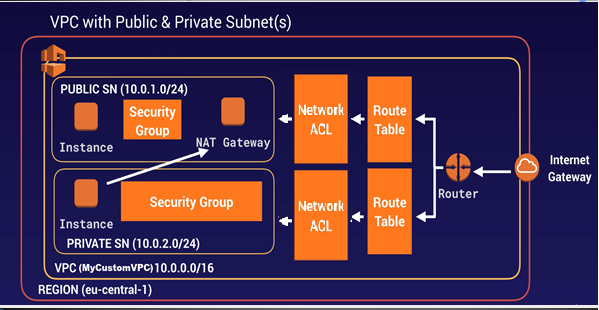 VPC with Public & Private Subnet(s)
PUBLIC SN (10.0.1.0/24)
Instance
Security
Group
NAT Gateway
Network
ACL
Route
Table
Internet
Gateway
Router
Instance
Security Group
PRIVATE SN (10.0.2.0/24)
Network
ACL
Route
Table
VPC (MyCustomVPC)10.0.0.0/16
REGION (eu-central-1)